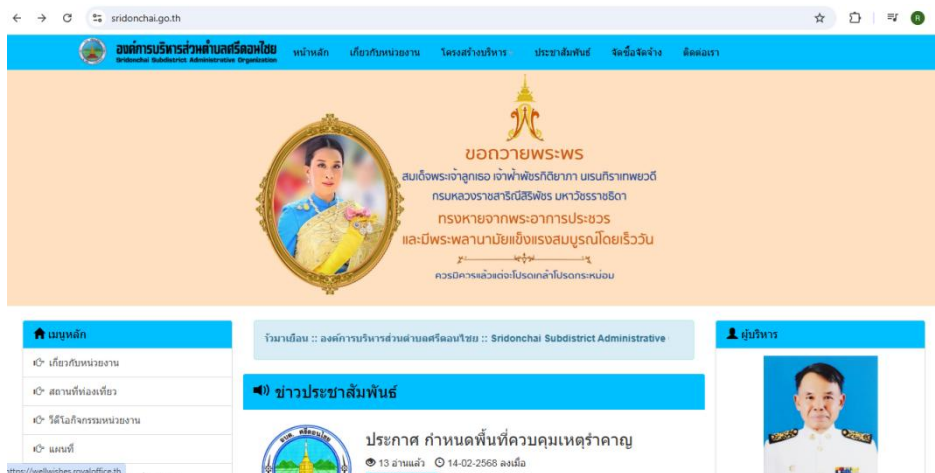 sridonchai.go.th
R
องค์การบริหารส่วนตำบลศรีดอนไชย
Sridonchai Subdistrict Administrative Organization
หน้าหลัก เกี่ยวกับหน่วยงาน โครงสร้างบริหาร ประชาสัมพันธ์ จัดซื้อจัดจ้าง ติดต่อเรา
ขอถวายพระพร
สมเด็จพระเจ้าลูกเธอ เจ้าฟ้าพัชรกิติยาภา นเรนทิราเทพยวดี
กรมหลวงราชสาริณีสิริพัชร มหาวัชรราชธิดา
ทรงหายจากพระอาการประชวร
และมีพระพลานามัยแข็งแรงสมบูรณ์โดยเร็ววัน
ควรมิควรแล้วแต่จะโปรดเกล้าโปรดกระหม่อม
เมนูหลัก
เกี่ยวกับหน่วยงาน
สถานที่ท่องเที่ยว
วิดีโอกิจกรรมหน่วยงาน
แผนที่
https://wellwishes.royaloffice.th
:: องค์การบริหารส่วนตำบลศรีดอนไชย :: Sridonchai Subdistrict Administrative
ข่าวประชาสัมพันธ์
อบต. ศรีดอนไชย
ประกาศ กำหนดพื้นที่ควบคุมเหตุรำคาญ
13 อ่านแล้ว 14-02-2568 ลงเมื่อ
ผู้บริหาร